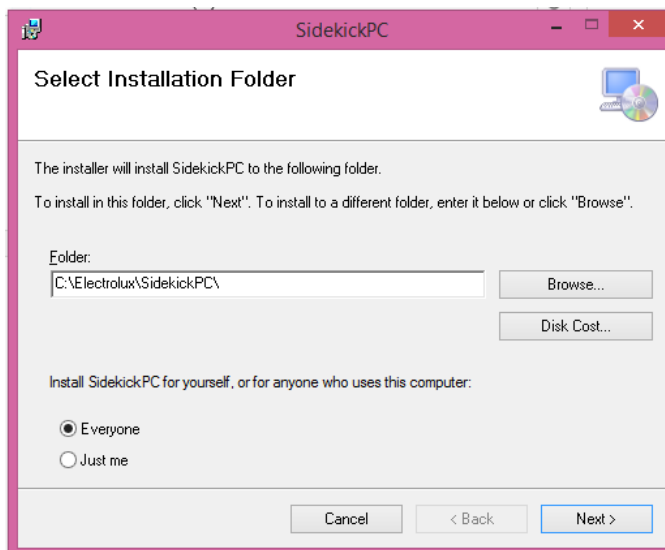 SidekickPC
Select Installation Folder
The installer will install SidekickPC to the following folder.
To install in this folder, click "Next". To install to a different folder, enter it below or click "Browse".
Folder:
C:\Electrolux\SidekickPC\
Browse...
Disk Cost...
Install SidekickPC for yourself, or for anyone who uses this computer:
Everyone
Just me
Cancel
< Back
Next >